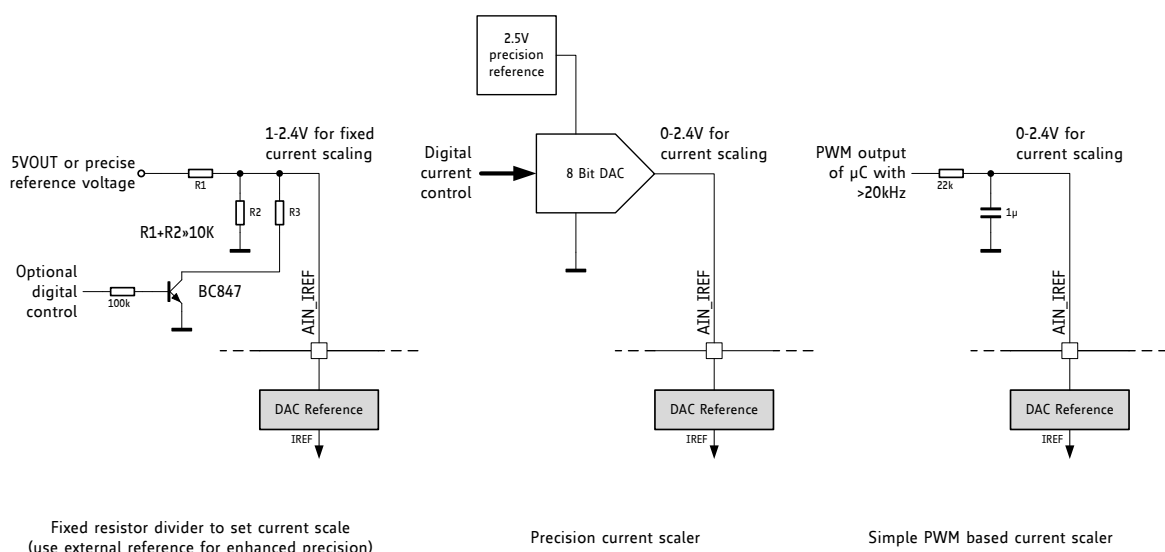 2.5V
precision
reference
1-2.4V for fixed
current scaling
5VOUT or precise
reference voltage
R1
R2
R3
R1+R2»10K
Optional
digital
control
100k
BC847
AIN_IREF
DAC Reference
IREF
Fixed resistor divider to set current scale
(use external reference for enhanced precision)
Digital
current
control
8 Bit DAC
0-2.4V for
current scaling
AIN_IREF
DAC Reference
IREF
Precision current scaler
PWM output
of µC with
>20kHz
22k
1µ
0-2.4V for
current scaling
AIN_IREF
DAC Reference
IREF
Simple PWM based current scaler